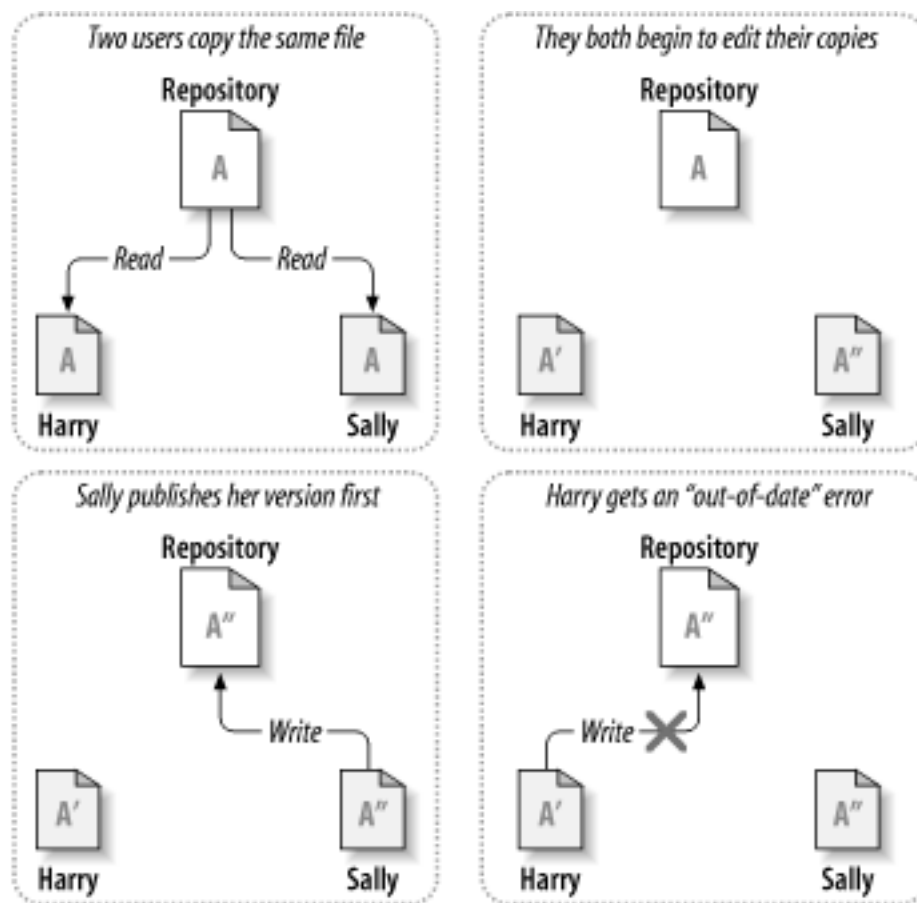 Two users copy the same file
Repository
A
Read Read
A A
Harry Sally
They both begin to edit their copies
Repository
A
A′ A″
Harry Sally
Sally publishes her version first
Repository
A″
Write
A′ A″
Harry Sally
Harry gets an “out-of-date” error
Repository
A″
Write
A′ A″
Harry Sally